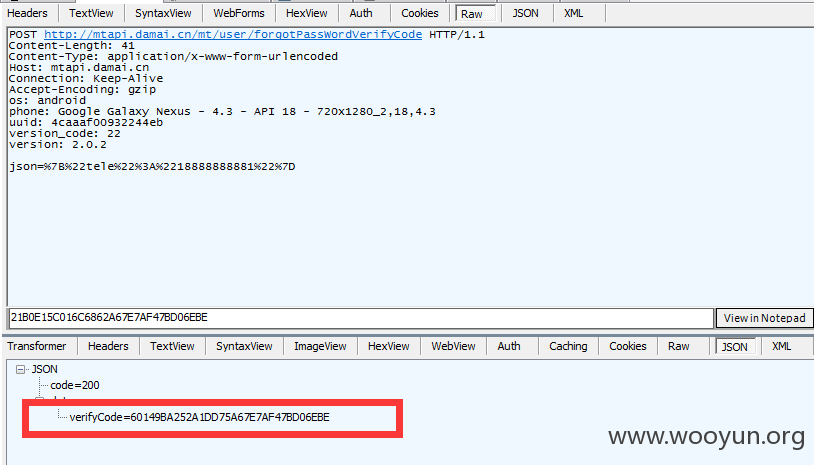 Headers TextView SyntaxView WebForms HexView Auth Cookies Raw JSON XML
POST http://mtapi.damai.cn/mt/user/forgotPassWordVerifyCode HTTP/1.1
Content-Length: 41
Content-Type: application/x-www-form-urlencoded
Host: mtapi.damai.cn
Connection: Keep-Alive
Accept-Encoding: gzip
os: android
phone: Google Galaxy Nexus - 4.3 - API 18 - 720x1280_2,18,4.3
uuid: 4caaaf00932244eb
version_code: 22
version: 2.0.2
json=%7B%22tele%22%3A%2218888888881%22%7D
21B0E15C016C6862A67E7AF47BD06EBE View in Notepad
Transformer Headers TextView SyntaxView ImageView HexView WebView Auth Caching Cookies Raw JSON XML
JSON
code=200
verifyCode=60149BA252A1DD75A67E7AF47BD06EBE
www.wooyun.org